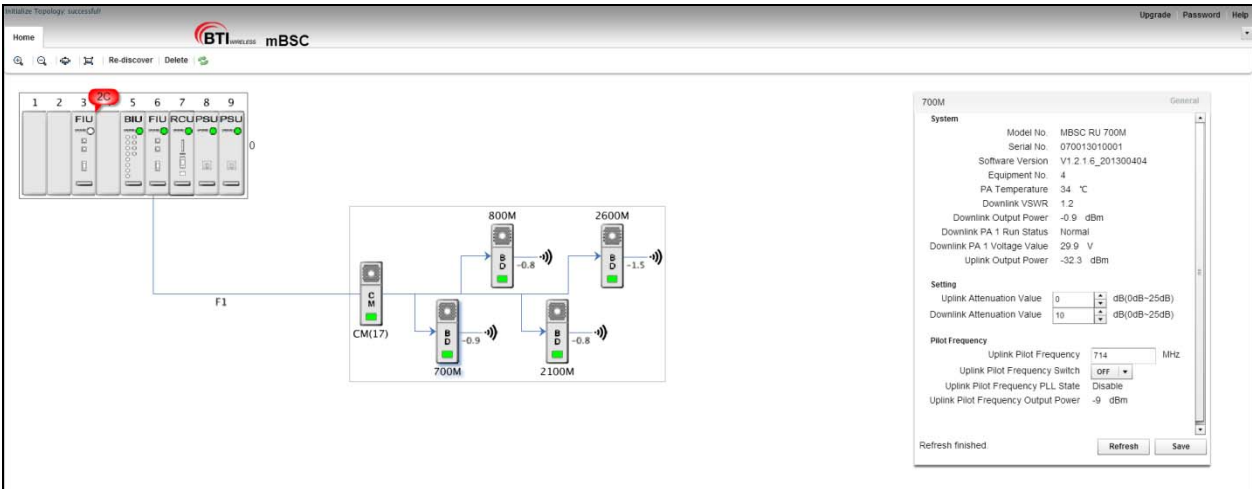 Initialize Topology: successful!
Upgrade Password Help
Home
BTI WIRELESS mBSC
Re-discover Delete
1 2 3 2C 5 6 7 8 9
FIU BIU FIU RCU PSU PSU
0
800M 2600M
BD -0.8 BD -1.5
CM
F1
CM(17)
BD -0.9 BD -0.8
700M 2100M
700M General
System
Model No. MBSC RU 700M
Serial No. 070013010001
Software Version V1.2.1.6_201300404
Equipment No. 4
PA Temperature 34 ℃
Downlink VSWR 1.2
Downlink Output Power -0.9 dBm
Downlink PA 1 Run Status Normal
Downlink PA 1 Voltage Value 29.9 V
Uplink Output Power -32.3 dBm
Setting
Uplink Attenuation Value 0 dB(0dB~25dB)
Downlink Attenuation Value 10 dB(0dB~25dB)
Pilot Frequency
Uplink Pilot Frequency 714 MHz
Uplink Pilot Frequency Switch OFF
Uplink Pilot Frequency PLL State Disable
Uplink Pilot Frequency Output Power -9 dBm
Refresh finished. Refresh Save